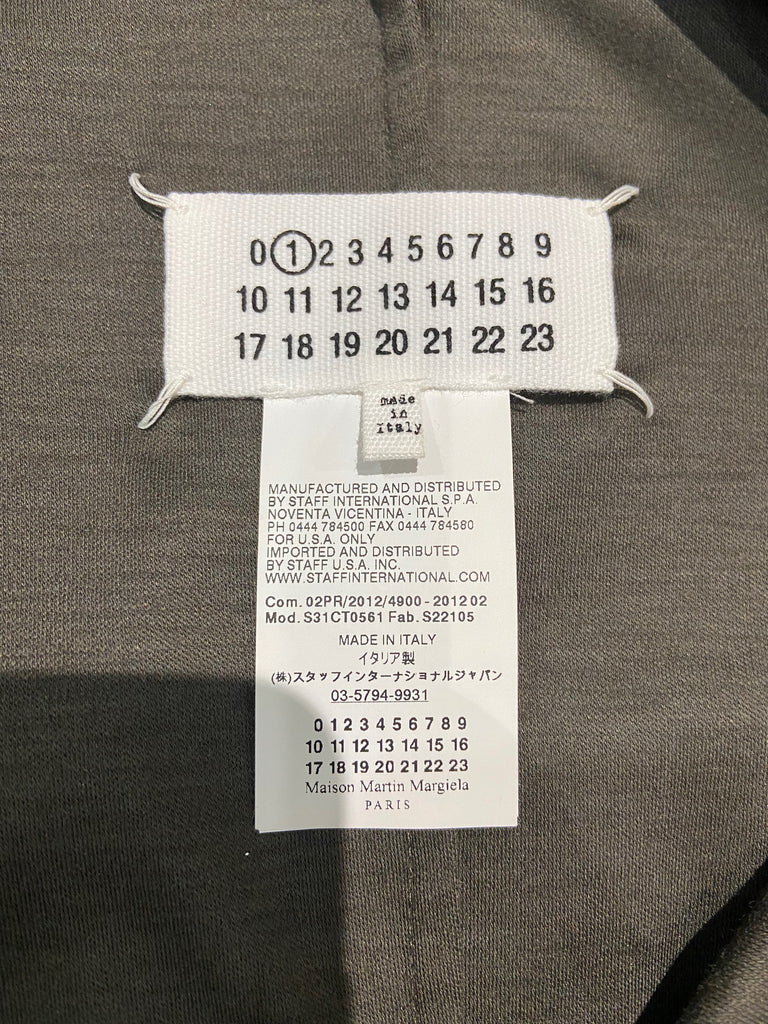 0 1 2 3 4 5 6 7 8 9
10 11 12 13 14 15 16
17 18 19 20 21 22 23
made
in
italy
MANUFACTURED AND DISTRIBUTED
BY STAFF INTERNATIONAL S.P.A.
NOVENTA VICENTINA - ITALY
PH 0444 784500 FAX 0444 784580
FOR U.S.A. ONLY
IMPORTED AND DISTRIBUTED
BY STAFF U.S.A. INC.
WWW.STAFFINTERNATIONAL.COM
Com. 02PR/2012/4900 - 2012 02
Mod. S31CT0561 Fab. S22105
MADE IN ITALY
イタリア製
(株)スタッフインターナショナルジャパン
03-5794-9931
0 1 2 3 4 5 6 7 8 9
10 11 12 13 14 15 16
17 18 19 20 21 22 23
Maison Martin Margiela
PARIS